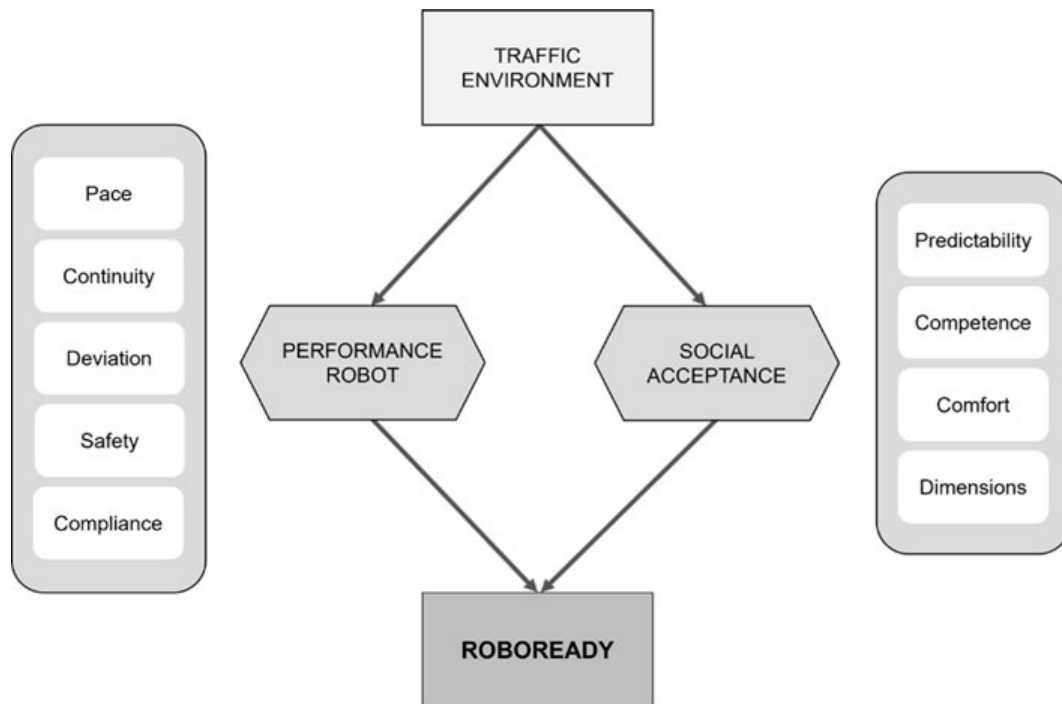 TRAFFIC
ENVIRONMENT
Pace
Continuity
Deviation
Safety
Compliance
PERFORMANCE
ROBOT
SOCIAL
ACCEPTANCE
Predictability
Competence
Comfort
Dimensions
ROBOREADY